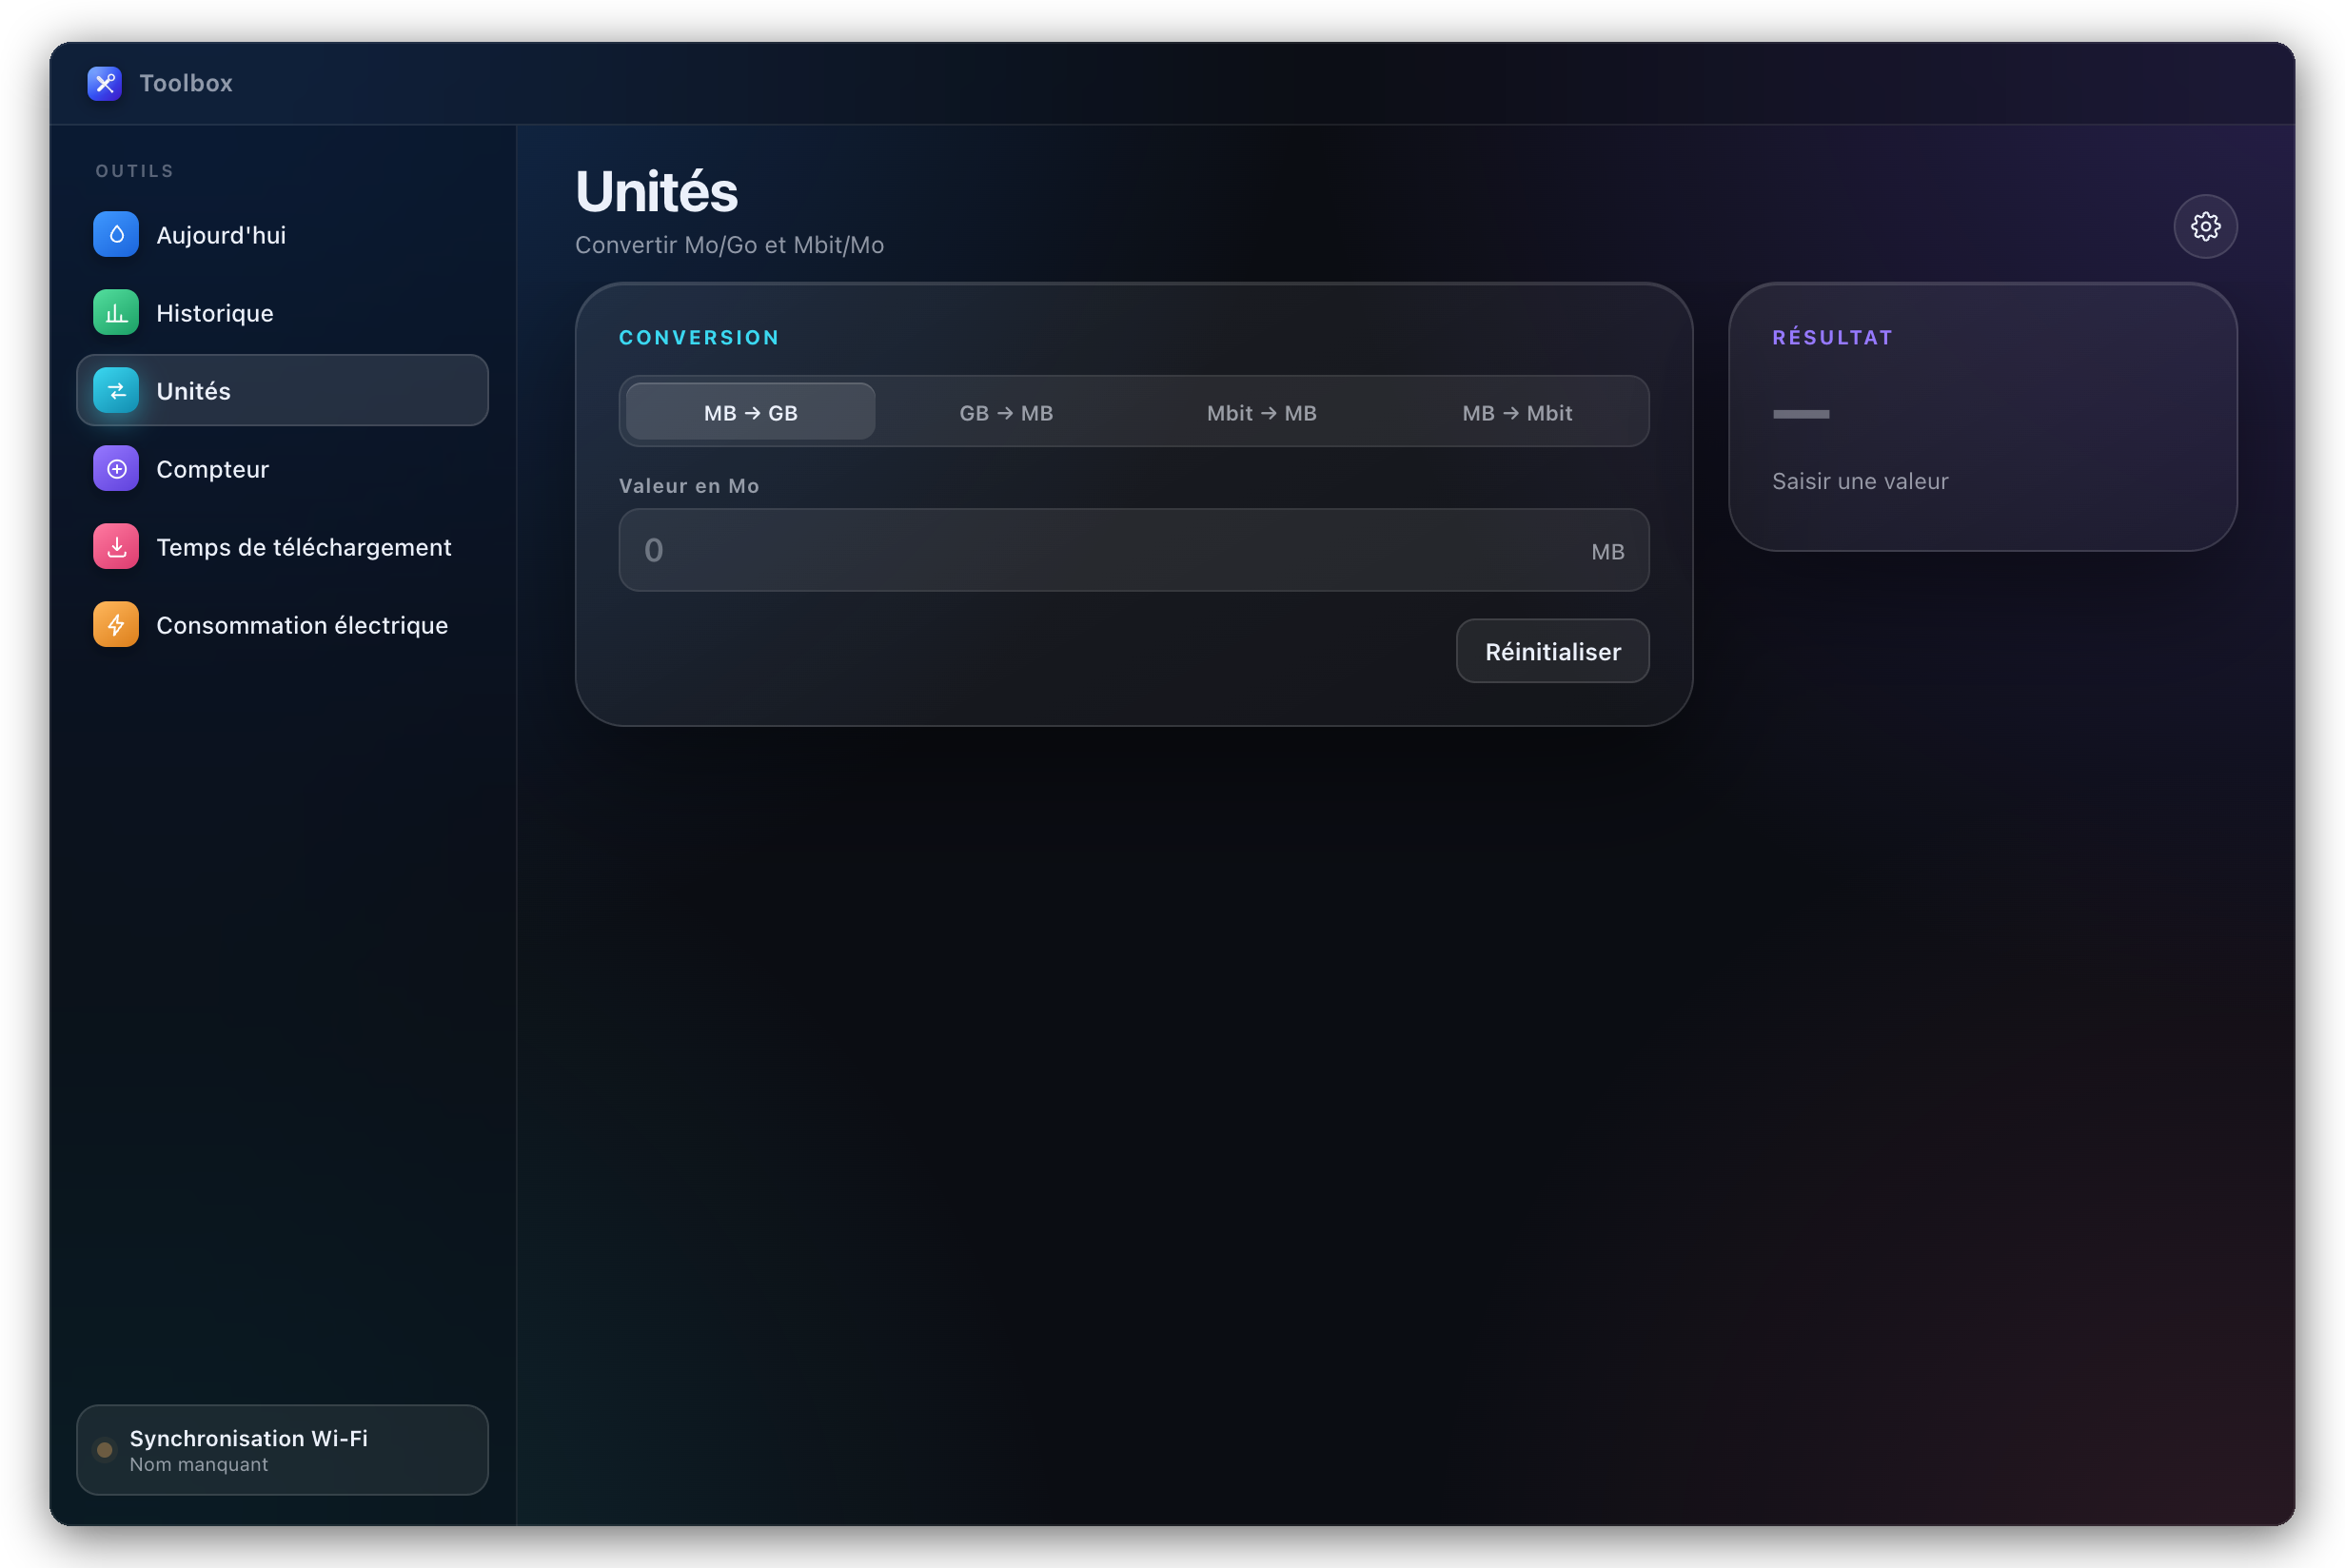 Toolbox
OUTILS
Aujourd'hui
Historique
Unités
Compteur
Temps de téléchargement
Consommation électrique
Synchronisation Wi-Fi
Nom manquant
Unités
Convertir Mo/Go et Mbit/Mo
CONVERSION
MB → GB
GB → MB
Mbit → MB
MB → Mbit
Valeur en Mo
0
MB
Réinitialiser
RÉSULTAT
—
Saisir une valeur